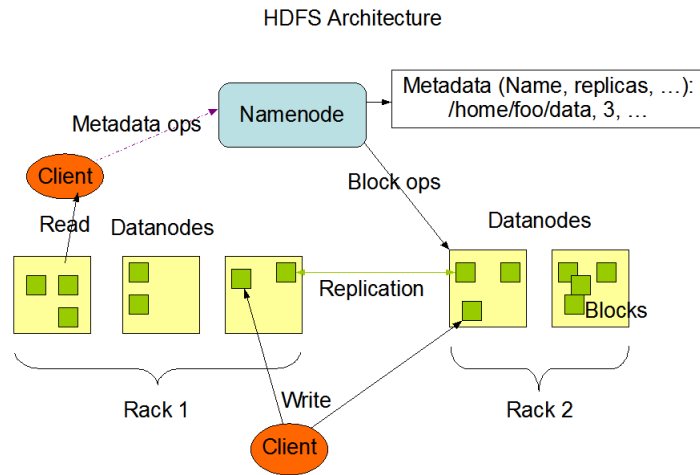 HDFS Architecture
Metadata (Name, replicas, …):
/home/foo/data, 3, …
Namenode
Metadata ops
Client
Block ops
Read
Datanodes
Datanodes
Replication
Blocks
Rack 1
Write
Rack 2
Client